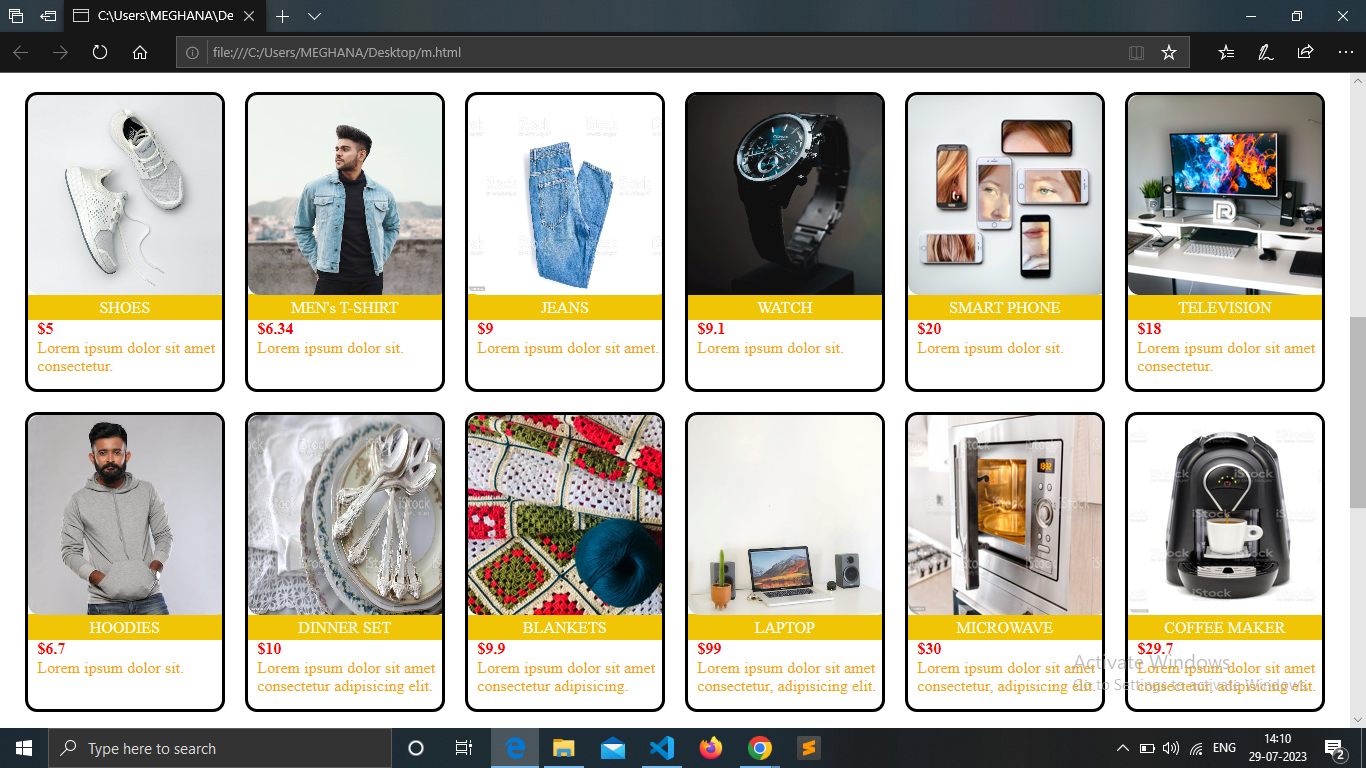 C:\Users\MEGHANA\De
file:///C:/Users/MEGHANA/Desktop/m.html
SHOES
$5
Lorem ipsum dolor sit amet
consectetur.
MEN's T-SHIRT
$6.34
Lorem ipsum dolor sit.
JEANS
$9
Lorem ipsum dolor sit amet.
WATCH
$9.1
Lorem ipsum dolor sit.
SMART PHONE
$20
Lorem ipsum dolor sit.
TELEVISION
$18
Lorem ipsum dolor sit amet
consectetur.
HOODIES
$6.7
Lorem ipsum dolor sit.
DINNER SET
$10
Lorem ipsum dolor sit amet
consectetur adipisicing elit.
BLANKETS
$9.9
Lorem ipsum dolor sit amet
consectetur adipisicing.
LAPTOP
$99
Lorem ipsum dolor sit amet
consectetur, adipisicing elit.
MICROWAVE
$30
Lorem ipsum dolor sit amet
consectetur, adipisicing elit.
COFFEE MAKER
$29.7
Lorem ipsum dolor sit amet
consectetur, adipisicing elit.
iStock
iStock
iStock
iStock
Activate Windows
Go to Settings to activate Windows.
Type here to search
ENG
14:10
29-07-2023
2